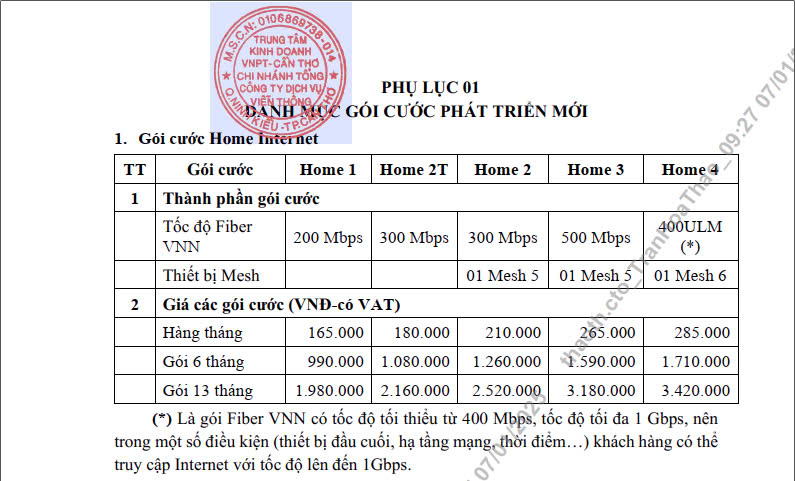 M.S.C.N: 0106869738-014
TRUNG TÂM
KINH DOANH
VNPT-CẦN THƠ
CHI NHÁNH TỔNG
CÔNG TY DỊCH VỤ
VIỄN THÔNG
Q.NINH KIỀU-TP.CẦN THƠ
PHỤ LỤC 01
DANH MỤC GÓI CƯỚC PHÁT TRIỂN MỚI
1. Gói cước Home Internet
TT Gói cước Home 1 Home 2T Home 2 Home 3 Home 4
1 Thành phần gói cước
Tốc độ Fiber VNN 200 Mbps 300 Mbps 300 Mbps 500 Mbps 400ULM (*)
Thiết bị Mesh 01 Mesh 5 01 Mesh 5 01 Mesh 6
2 Giá các gói cước (VNĐ-có VAT)
Hàng tháng 165.000 180.000 210.000 265.000 285.000
Gói 6 tháng 990.000 1.080.000 1.260.000 1.590.000 1.710.000
Gói 13 tháng 1.980.000 2.160.000 2.520.000 3.180.000 3.420.000
(*) Là gói Fiber VNN có tốc độ tối thiểu từ 400 Mbps, tốc độ tối đa 1 Gbps, nên
trong một số điều kiện (thiết bị đầu cuối, hạ tầng mạng, thời điểm…) khách hàng có thể
truy cập Internet với tốc độ lên đến 1Gbps.
07/01/2025
09:27 07/01/